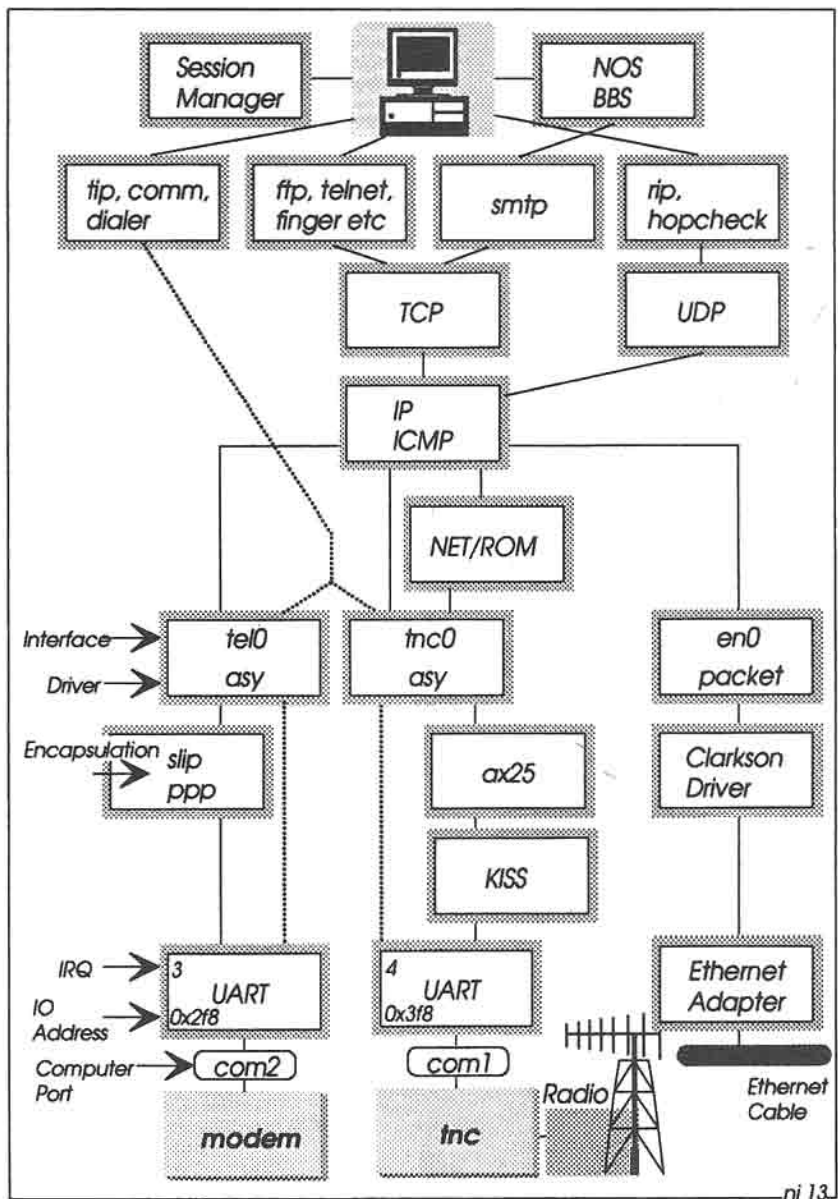 Session
Manager
NOS
BBS
tip, comm,
dialer
ftp, telnet,
finger etc
smtp
rip,
hopcheck
TCP
UDP
IP
ICMP
NET/ROM
Interface
tel0
tnc0
en0
Driver
asy
asy
packet
Encapsulation
slip
ppp
ax25
Clarkson
Driver
KISS
IRQ
3
UART
0x2f8
4
UART
0x3f8
Ethernet
Adapter
IO
Address
Computer
Port
com2
com1
Radio
Ethernet
Cable
modem
tnc
ni 13